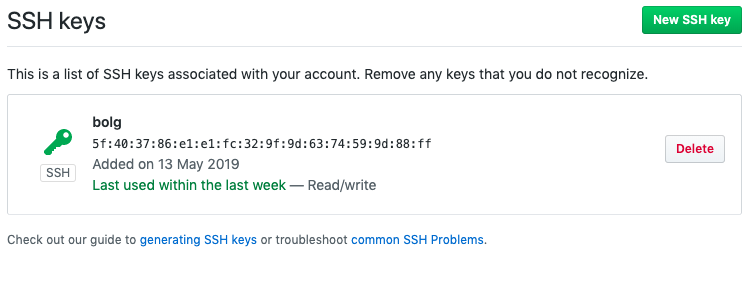 SSH keys
New SSH key
This is a list of SSH keys associated with your account. Remove any keys that you do not recognize.
bolg
5f:40:37:86:e1:e1:fc:32:9f:9d:63:74:59:9d:88:ff
Added on 13 May 2019
Last used within the last week — Read/write
SSH
Delete
Check out our guide to generating SSH keys or troubleshoot common SSH Problems.